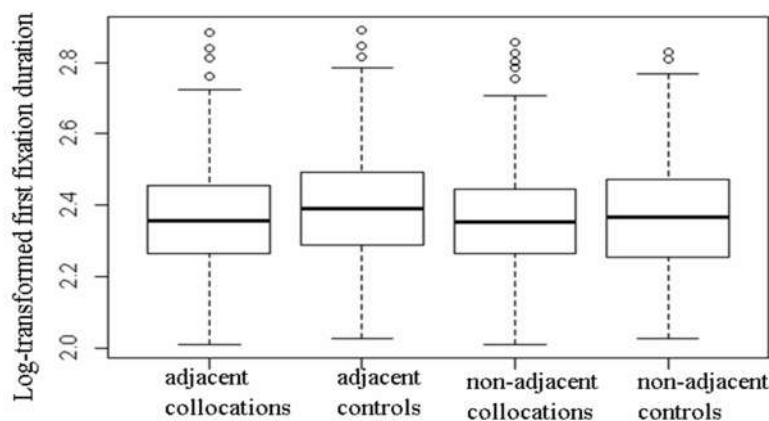 Log-transformed first fixation duration
2.8
2.6
2.4
2.2
2.0
adjacent
collocations
adjacent
controls
non-adjacent
collocations
non-adjacent
controls